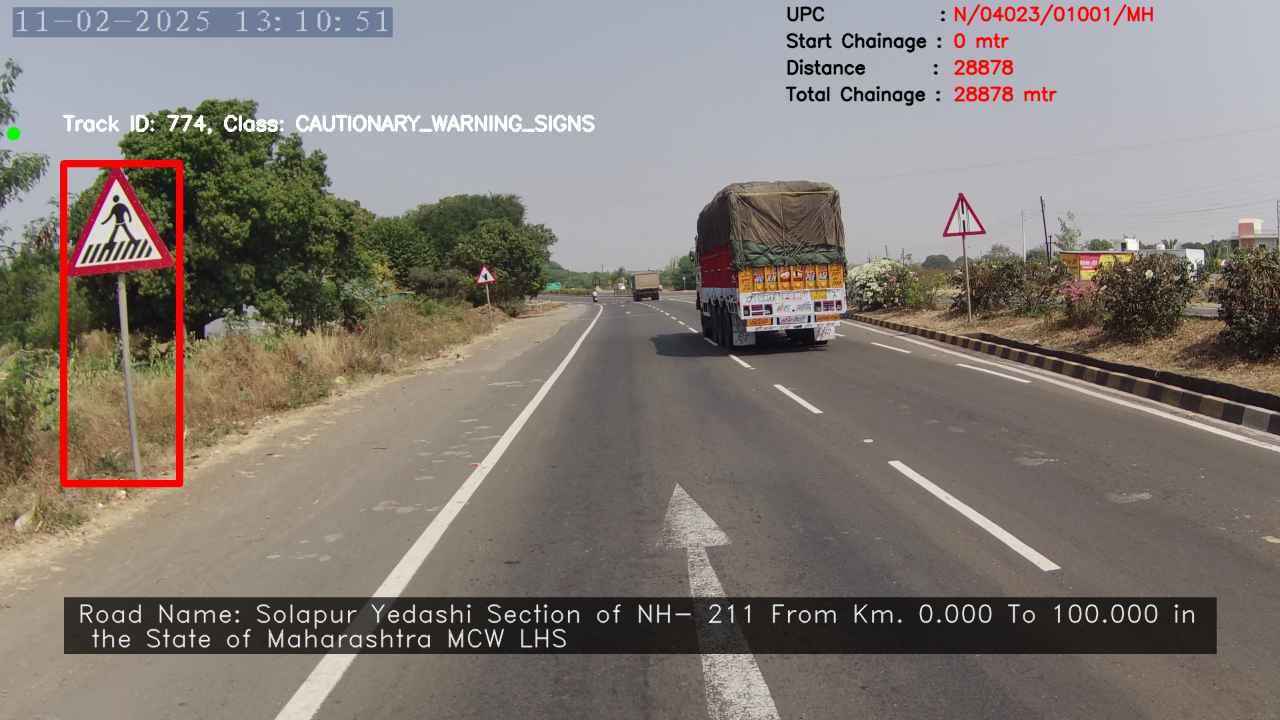 11-02-2025 13:10:51
UPC : N/04023/01001/MH
Start Chainage : 0 mtr
Distance : 28878
Total Chainage : 28878 mtr
Track ID: 774, Class: CAUTIONARY_WARNING_SIGNS
Road Name: Solapur Yedashi Section of NH- 211 From Km. 0.000 To 100.000 in
the State of Maharashtra MCW LHS